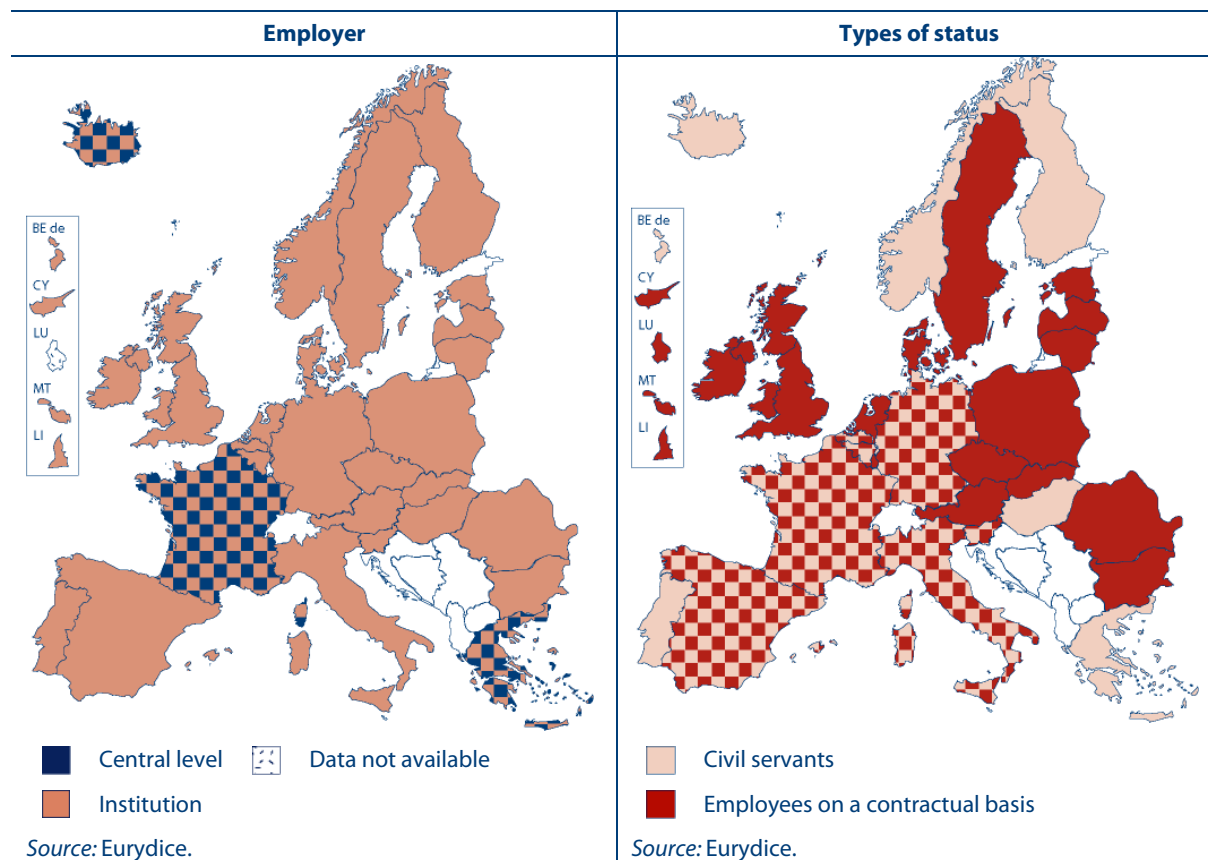 Employer
Types of status
BE de
CY
LU
MT
LI
BE de
CY
LU
MT
LI
Central level
Data not available
Institution
Source: Eurydice.
Civil servants
Employees on a contractual basis
Source: Eurydice.